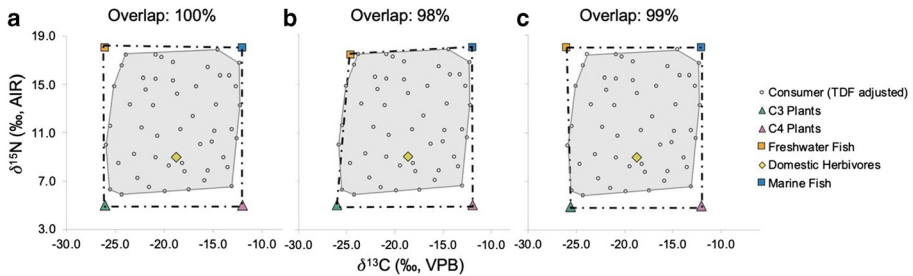 a Overlap: 100%
b Overlap: 98%
c Overlap: 99%
19.0
15.0
11.0
7.0
3.0
δ¹⁵N (‰, AIR)
-30.0 -25.0 -20.0 -15.0 -10.0
-30.0 -25.0 -20.0 -15.0 -10.0
-30.0 -25.0 -20.0 -15.0 -10.0
δ¹³C (‰, VPB)
Consumer (TDF adjusted)
C3 Plants
C4 Plants
Freshwater Fish
Domestic Herbivores
Marine Fish